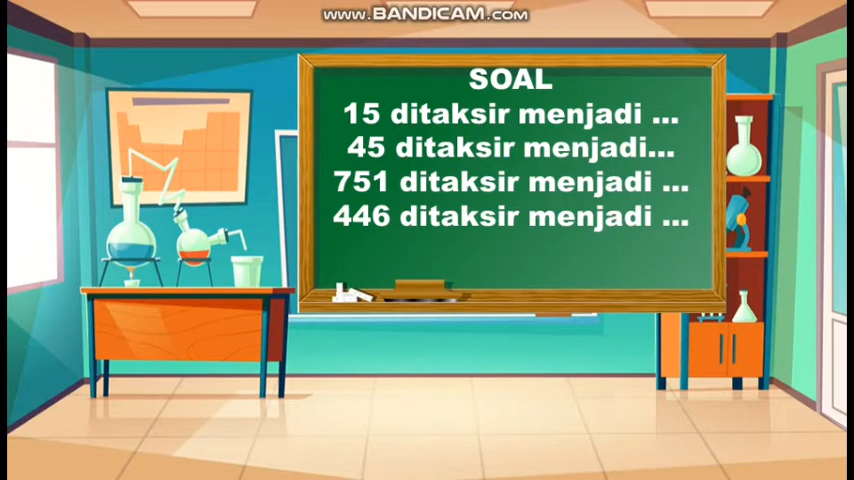 WWW.BANDICAM.COM
SOAL
15 ditaksir menjadi ...
45 ditaksir menjadi...
751 ditaksir menjadi ...
446 ditaksir menjadi ...